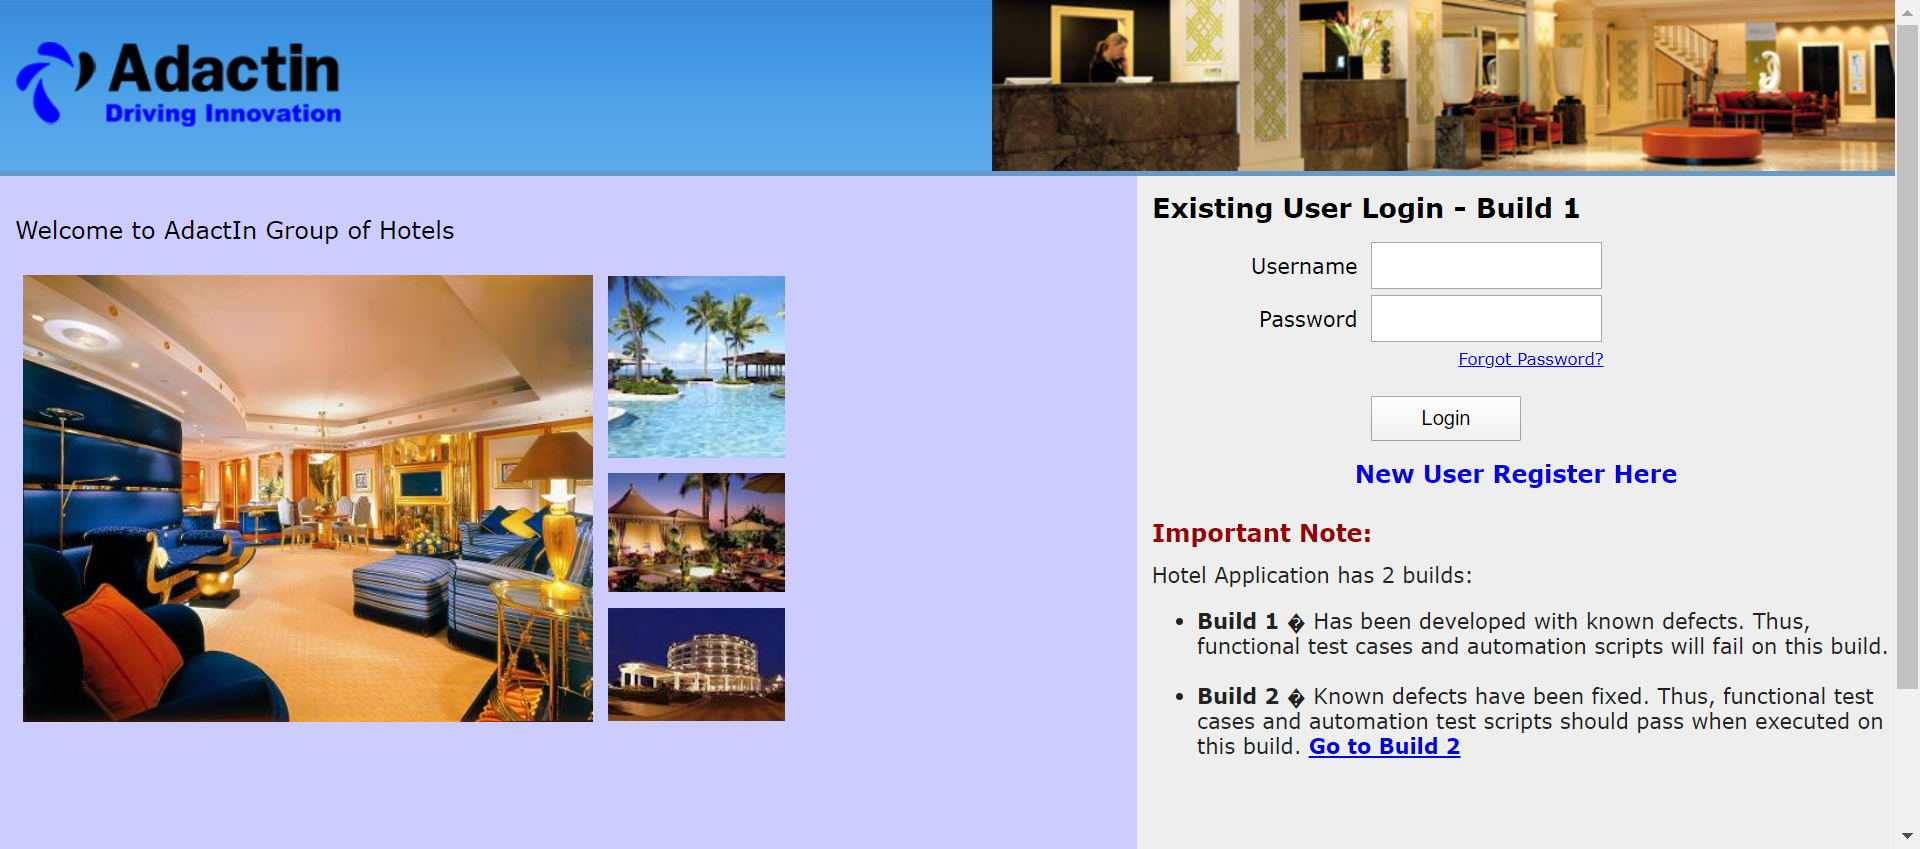 Adactin
Driving Innovation
Welcome to AdactIn Group of Hotels
Existing User Login - Build 1
Username
Password
Forgot Password?
Login
New User Register Here
Important Note:
Hotel Application has 2 builds:
• Build 1 � Has been developed with known defects. Thus,
functional test cases and automation scripts will fail on this build.
• Build 2 � Known defects have been fixed. Thus, functional test
cases and automation test scripts should pass when executed on
this build. Go to Build 2